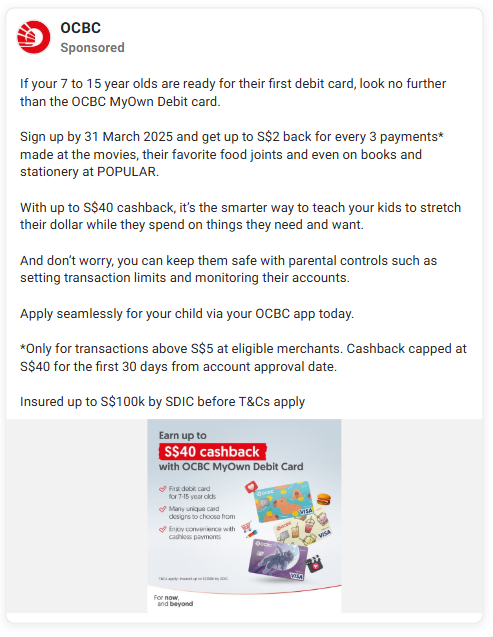 OCBC
Sponsored
If your 7 to 15 year olds are ready for their first debit card, look no further
than the OCBC MyOwn Debit card.
Sign up by 31 March 2025 and get up to S$2 back for every 3 payments*
made at the movies, their favorite food joints and even on books and
stationery at POPULAR.
With up to S$40 cashback, it’s the smarter way to teach your kids to stretch
their dollar while they spend on things they need and want.
And don’t worry, you can keep them safe with parental controls such as
setting transaction limits and monitoring their accounts.
Apply seamlessly for your child via your OCBC app today.
*Only for transactions above S$5 at eligible merchants. Cashback capped at
S$40 for the first 30 days from account approval date.
Insured up to S$100k by SDIC before T&Cs apply
Earn up to
S$40 cashback
with OCBC MyOwn Debit Card
First debit card
for 7-15 year olds
Many unique card
designs to choose from
Enjoy convenience with
cashless payments
OCBC
VISA
VISA
OCBC
VISA
T&Cs apply. Insured up to by SDIC.
For now,
and beyond